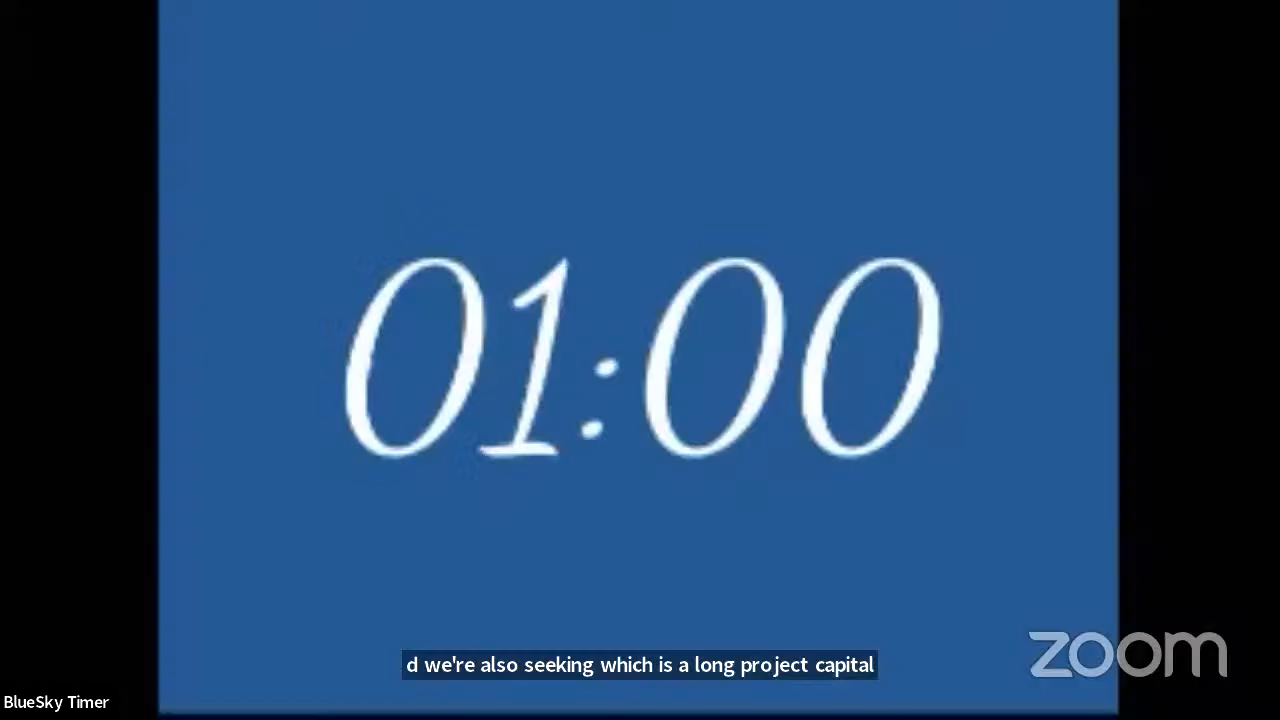 01:00
d we're also seeking which is a long project capital
zoom
BlueSky Timer